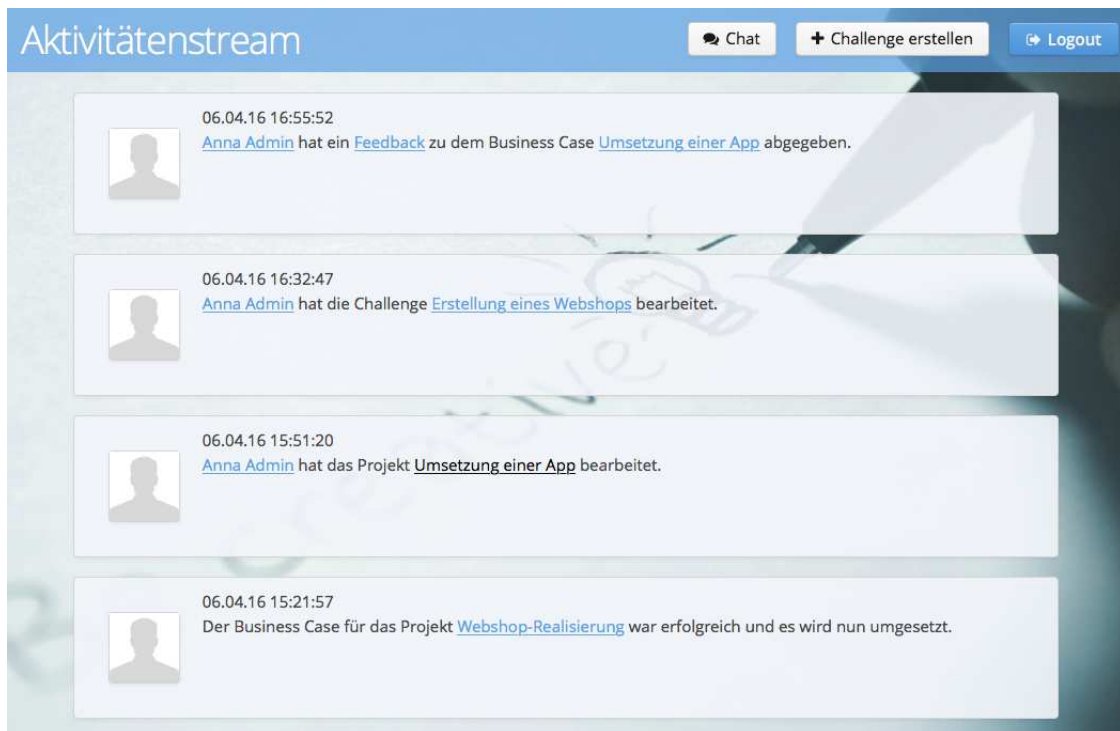 Aktivitätenstream
Chat
Challenge erstellen
Logout
06.04.16 16:55:52
Anna Admin hat ein Feedback zu dem Business Case Umsetzung einer App abgegeben.
06.04.16 16:32:47
Anna Admin hat die Challenge Erstellung eines Webshops bearbeitet.
06.04.16 15:51:20
Anna Admin hat das Projekt Umsetzung einer App bearbeitet.
06.04.16 15:21:57
Der Business Case für das Projekt Webshop-Realisierung war erfolgreich und es wird nun umgesetzt.
creative